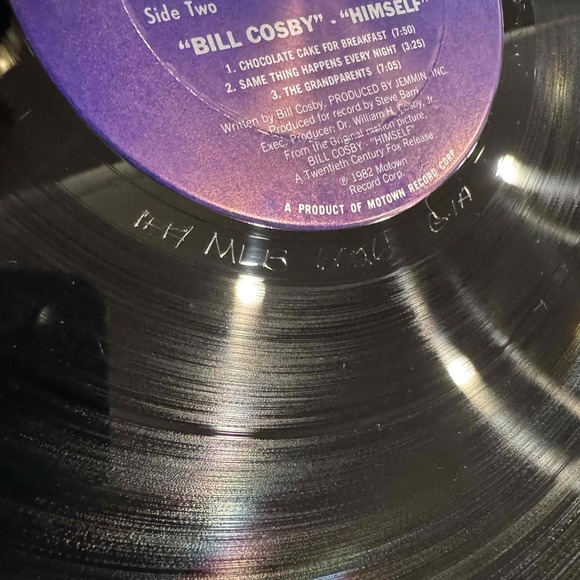 Side Two
"BILL COSBY" - "HIMSELF"
1. CHOCOLATE CAKE FOR BREAKFAST (7:50)
2. SAME THING HAPPENS EVERY NIGHT (3:25)
3. THE GRANDPARENTS (7:05)
Written by Bill Cosby, PRODUCED BY JEMMIN, INC.
Produced for record by Steve Barri
Exec. Producer: Dr. William H. Cosby, Jr.
From the Original motion picture,
BILL COSBY "HIMSELF"
A Twentieth Century Fox Release
℗ 1982 Motown
Record Corp.
A PRODUCT OF MOTOWN RECORD CORP.